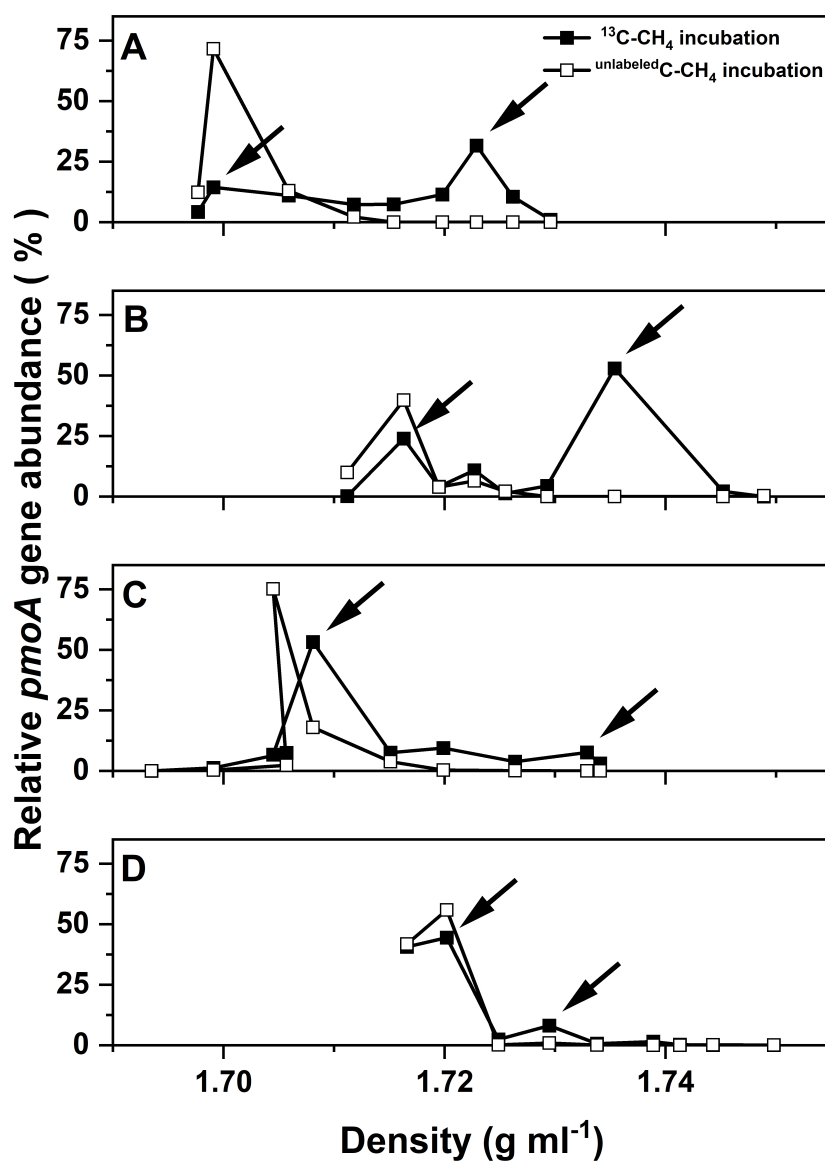 A
¹³C-CH₄ incubation
ᵘⁿˡᵃᵇᵉˡᵉᵈC-CH₄ incubation
75
50
25
0
B
75
50
25
0
C
75
50
25
0
D
75
50
25
0
Relative pmoA gene abundance ( % )
1.70 1.72 1.74
Density (g ml⁻¹)